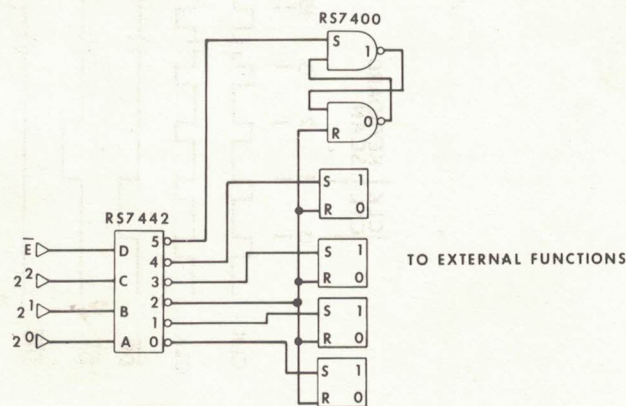 RS7400
S 1
0
R
S 1
R 0
RS7442
E D 5
4
2² C 3
2
2¹ B 1
2⁰ A 0
S 1
R 0
TO EXTERNAL FUNCTIONS
S 1
R 0
S 1
R 0